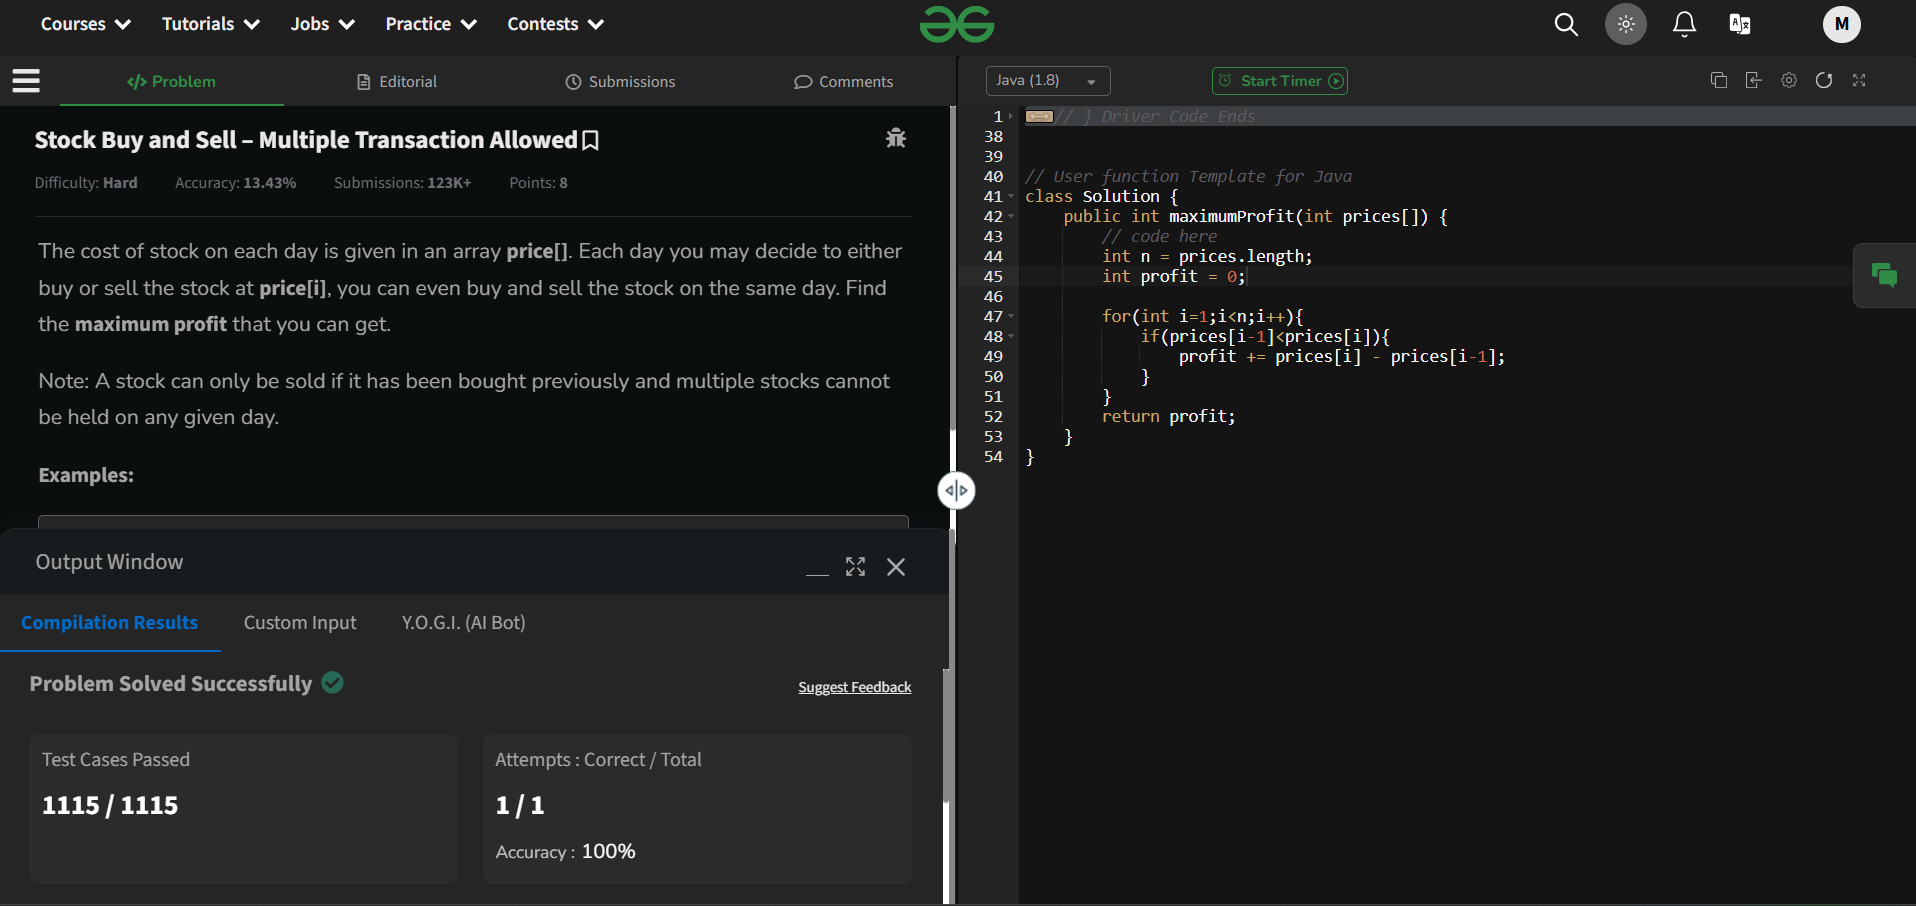 Courses Tutorials Jobs Practice Contests M
Problem Editorial Submissions Comments
Stock Buy and Sell – Multiple Transaction Allowed
Difficulty: Hard Accuracy: 13.43% Submissions: 123K+ Points: 8
The cost of stock on each day is given in an array price[]. Each day you may decide to either
buy or sell the stock at price[i], you can even buy and sell the stock on the same day. Find
the maximum profit that you can get.
Note: A stock can only be sold if it has been bought previously and multiple stocks cannot
be held on any given day.
Examples:
Output Window
Compilation Results Custom Input Y.O.G.I. (AI Bot)
Problem Solved Successfully
Suggest Feedback
Test Cases Passed
1115 / 1115
Attempts : Correct / Total
1 / 1
Accuracy : 100%
Java (1.8) Start Timer
1 // } Driver Code Ends
38
39
40 // User function Template for Java
41 class Solution {
42 public int maximumProfit(int prices[]) {
43 // code here
44 int n = prices.length;
45 int profit = 0;
46
47 for(int i=1;i<n;i++){
48 if(prices[i-1]<prices[i]){
49 profit += prices[i] - prices[i-1];
50 }
51 }
52 return profit;
53 }
54 }